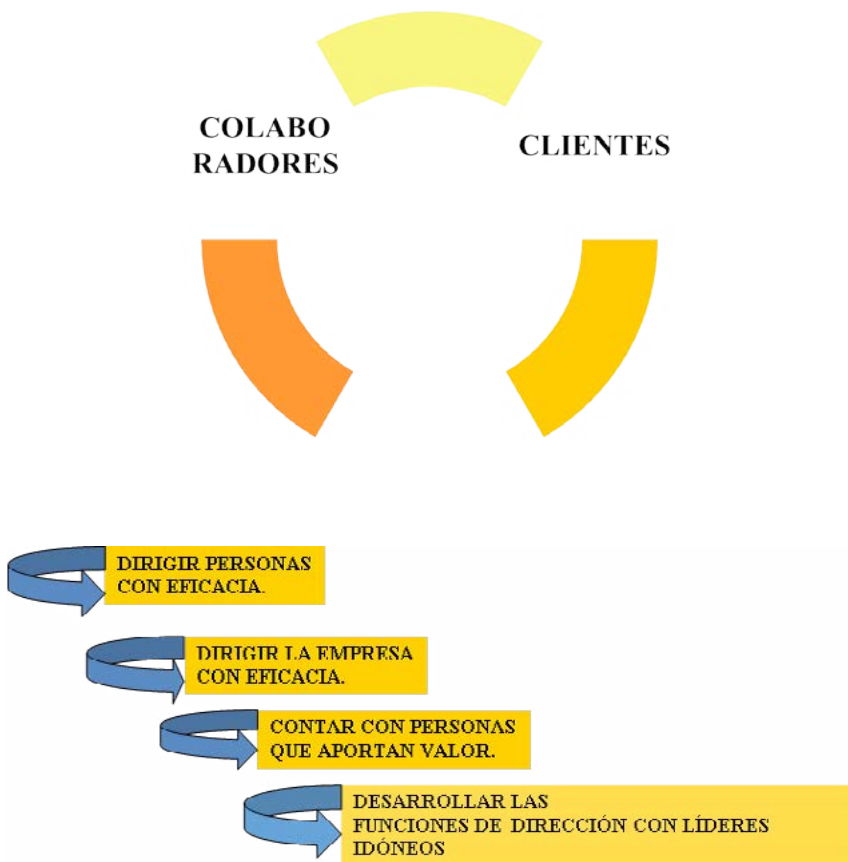 COLABO
RADORES
CLIENTES
DIRIGIR PERSONAS
CON EFICACIA.
DIRIGIR LA EMPRESA
CON EFICACIA.
CONTAR CON PERSONAS
QUE APORTAN VALOR.
DESARROLLAR LAS
FUNCIONES DE DIRECCIÓN CON LÍDERES
IDÓNEOS